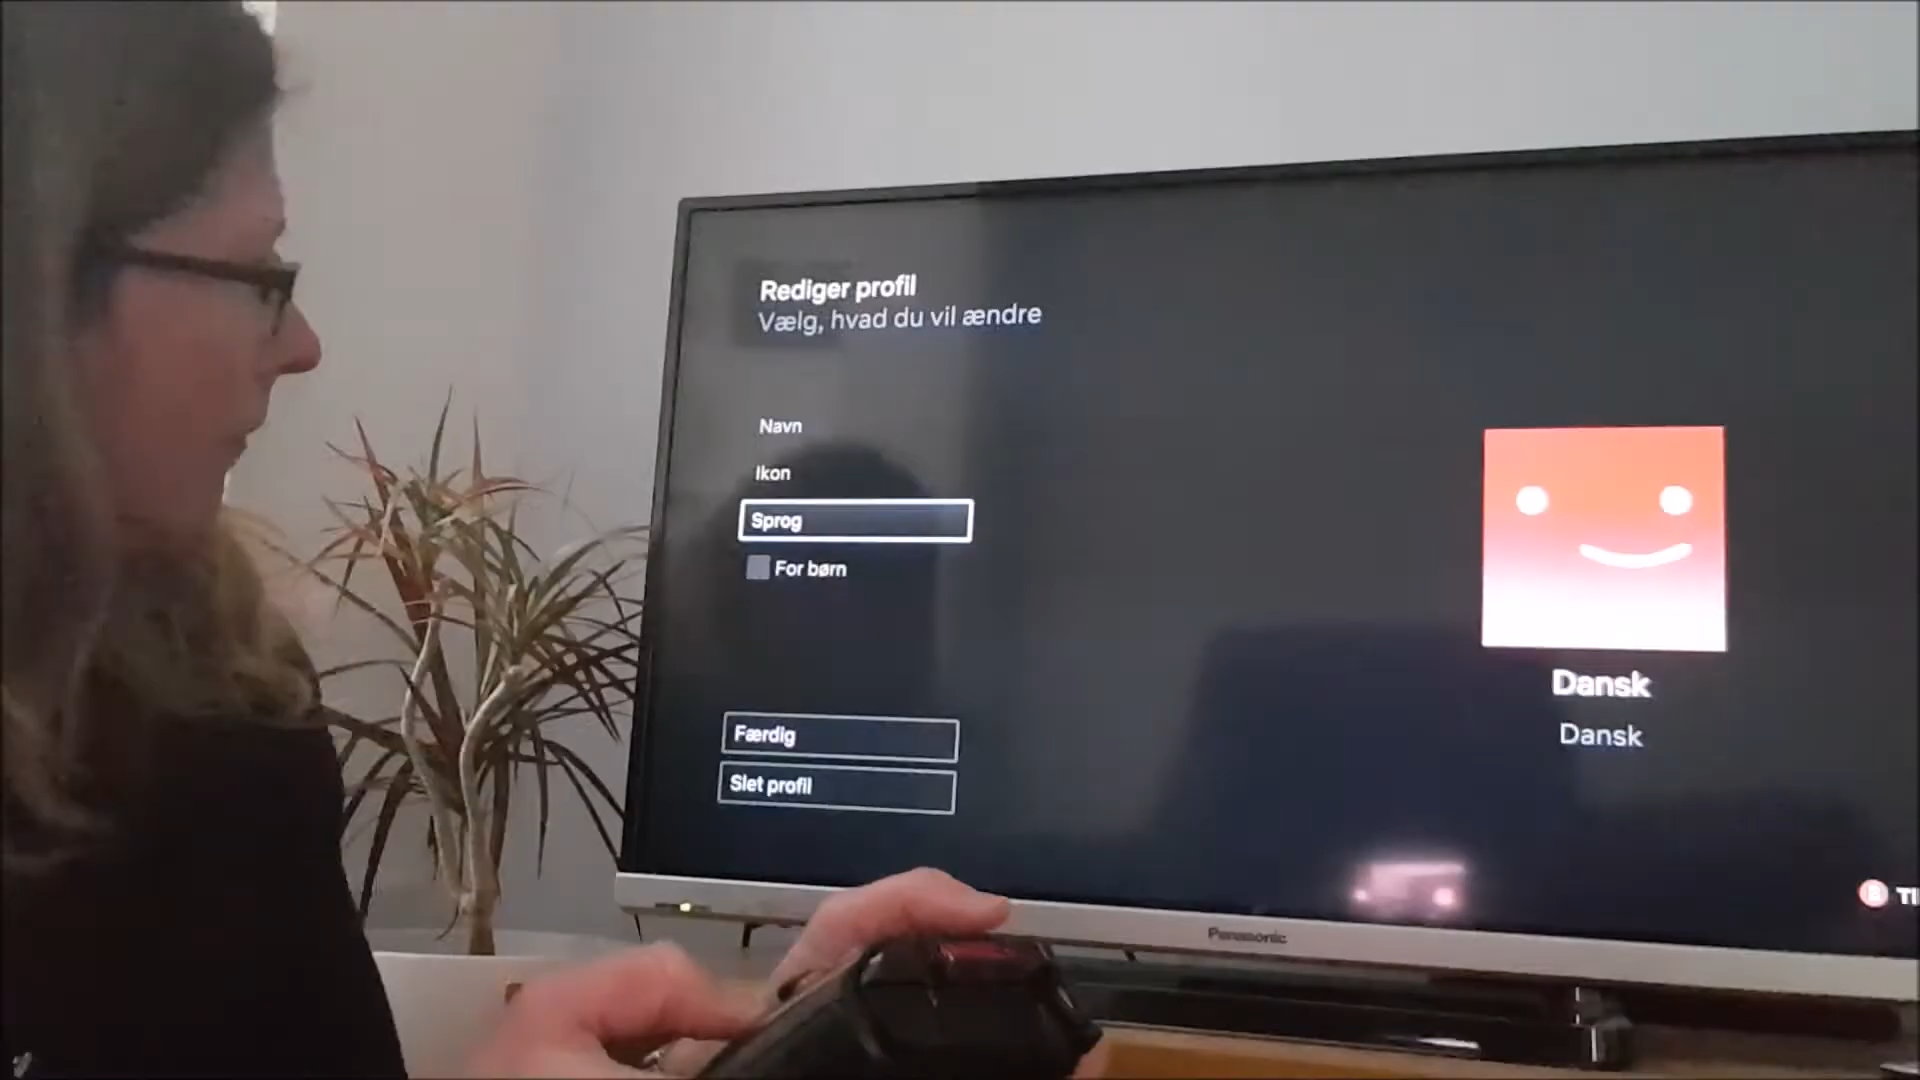 Rediger profil
Vælg, hvad du vil ændre
Navn
Ikon
Sprog
For børn
Færdig
Slet profil
Dansk
Dansk
B
Panasonic